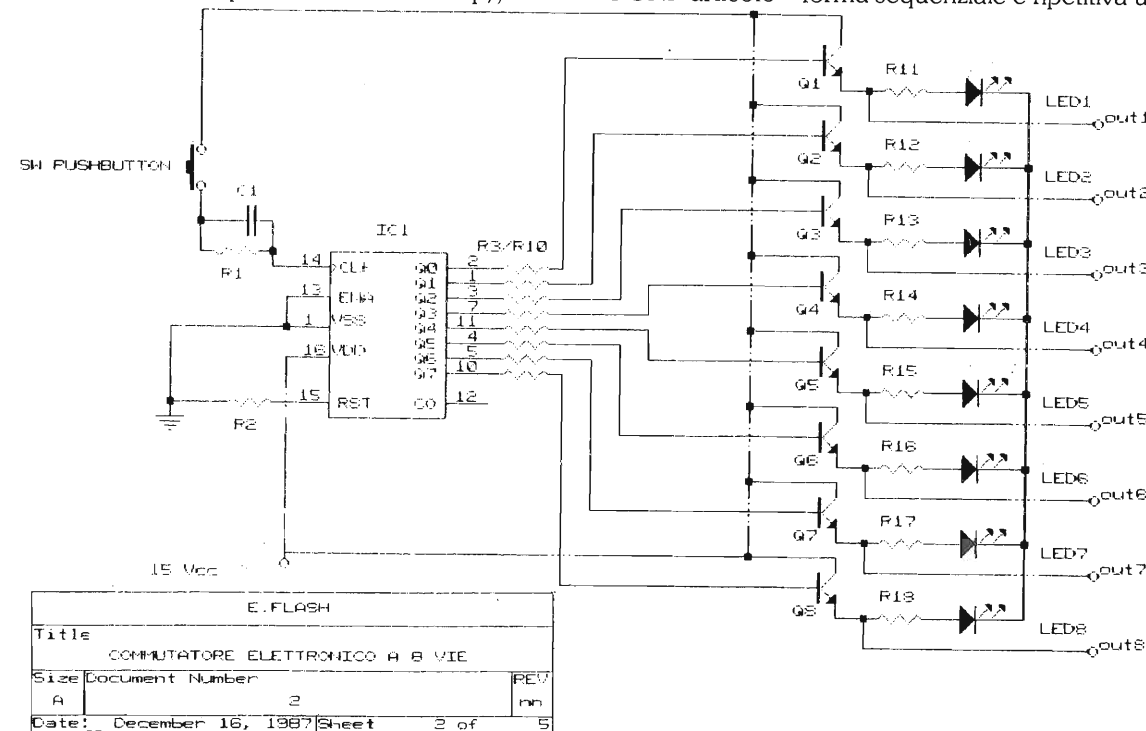 forma sequenziale e ripetitiva
SW PUSHBUTTON
C1
R1
IC1
14 CLK
13 ENA
1 VSS
16 VDD
15 RST
R2
Q0 2
Q1 1
Q2 3
Q3 7
Q4 11
Q5 4
Q6 5
Q7 10
CO 12
R3/R10
Q1 R11 LED1 out1
Q2 R12 LED2 out2
Q3 R13 LED3 out3
Q4 R14 LED4 out4
Q5 R15 LED5 out5
Q6 R16 LED6 out6
Q7 R17 LED7 out7
Q8 R18 LED8 out8
15 Vcc
E.FLASH
Title
COMMUTATORE ELETTRONICO A 8 VIE
Size Document Number REV
A 2 nn
Date: December 16, 1987 Sheet 2 of 5